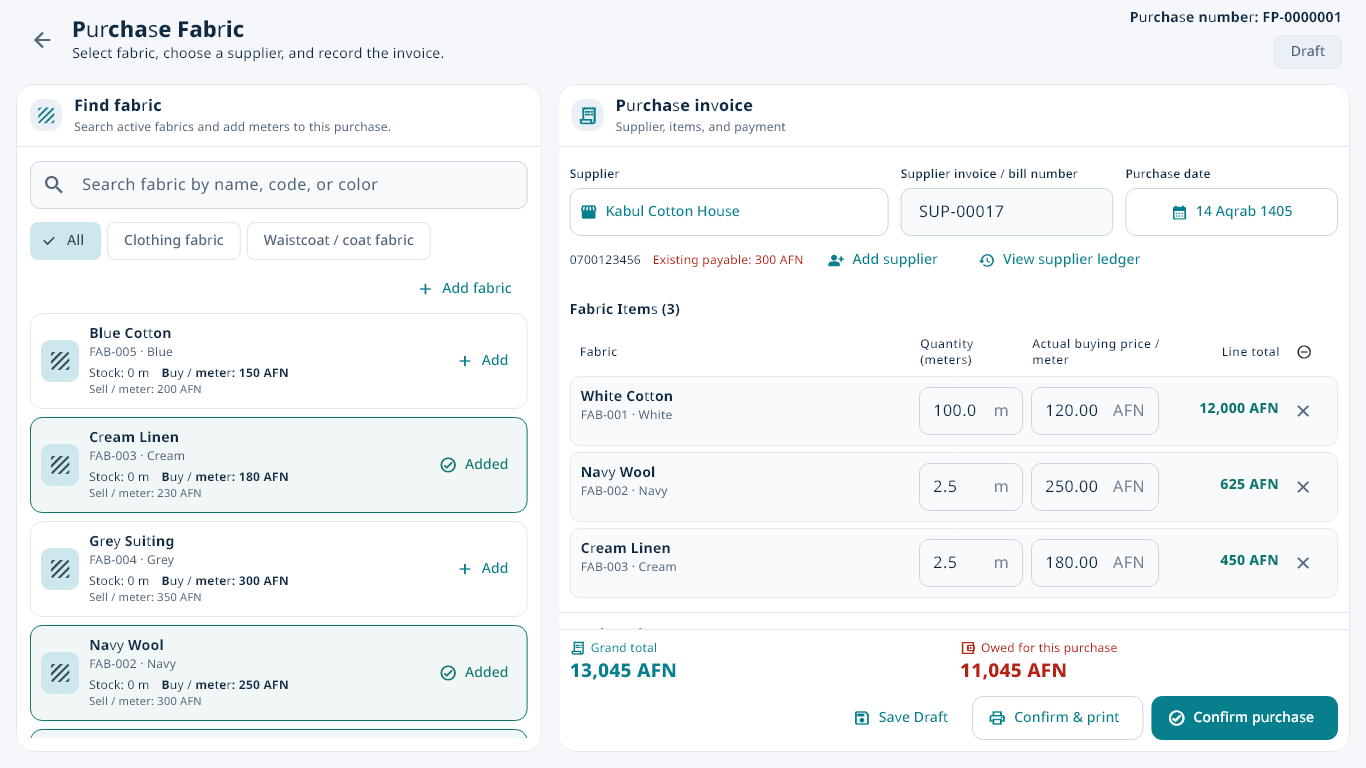 Purchase Fabric
Select fabric, choose a supplier, and record the invoice.
Purchase number: FP-0000001
Draft
Find fabric
Search active fabrics and add meters to this purchase.
Search fabric by name, code, or color
All
Clothing fabric
Waistcoat / coat fabric
Add fabric
Blue Cotton
FAB-005 · Blue
Stock: 0 m Buy / meter: 150 AFN
Sell / meter: 200 AFN
Add
Cream Linen
FAB-003 · Cream
Stock: 0 m Buy / meter: 180 AFN
Sell / meter: 230 AFN
Added
Grey Suiting
FAB-004 · Grey
Stock: 0 m Buy / meter: 300 AFN
Sell / meter: 350 AFN
Add
Navy Wool
FAB-002 · Navy
Stock: 0 m Buy / meter: 250 AFN
Sell / meter: 300 AFN
Added
Purchase invoice
Supplier, items, and payment
Supplier
Kabul Cotton House
Supplier invoice / bill number
SUP-00017
Purchase date
14 Aqrab 1405
0700123456 Existing payable: 300 AFN
Add supplier
View supplier ledger
Fabric Items (3)
Fabric
Quantity
(meters)
Actual buying price /
meter
Line total
White Cotton
FAB-001 · White
100.0 m
120.00 AFN
12,000 AFN
Navy Wool
FAB-002 · Navy
2.5 m
250.00 AFN
625 AFN
Cream Linen
FAB-003 · Cream
2.5 m
180.00 AFN
450 AFN
Grand total
13,045 AFN
Owed for this purchase
11,045 AFN
Save Draft
Confirm & print
Confirm purchase